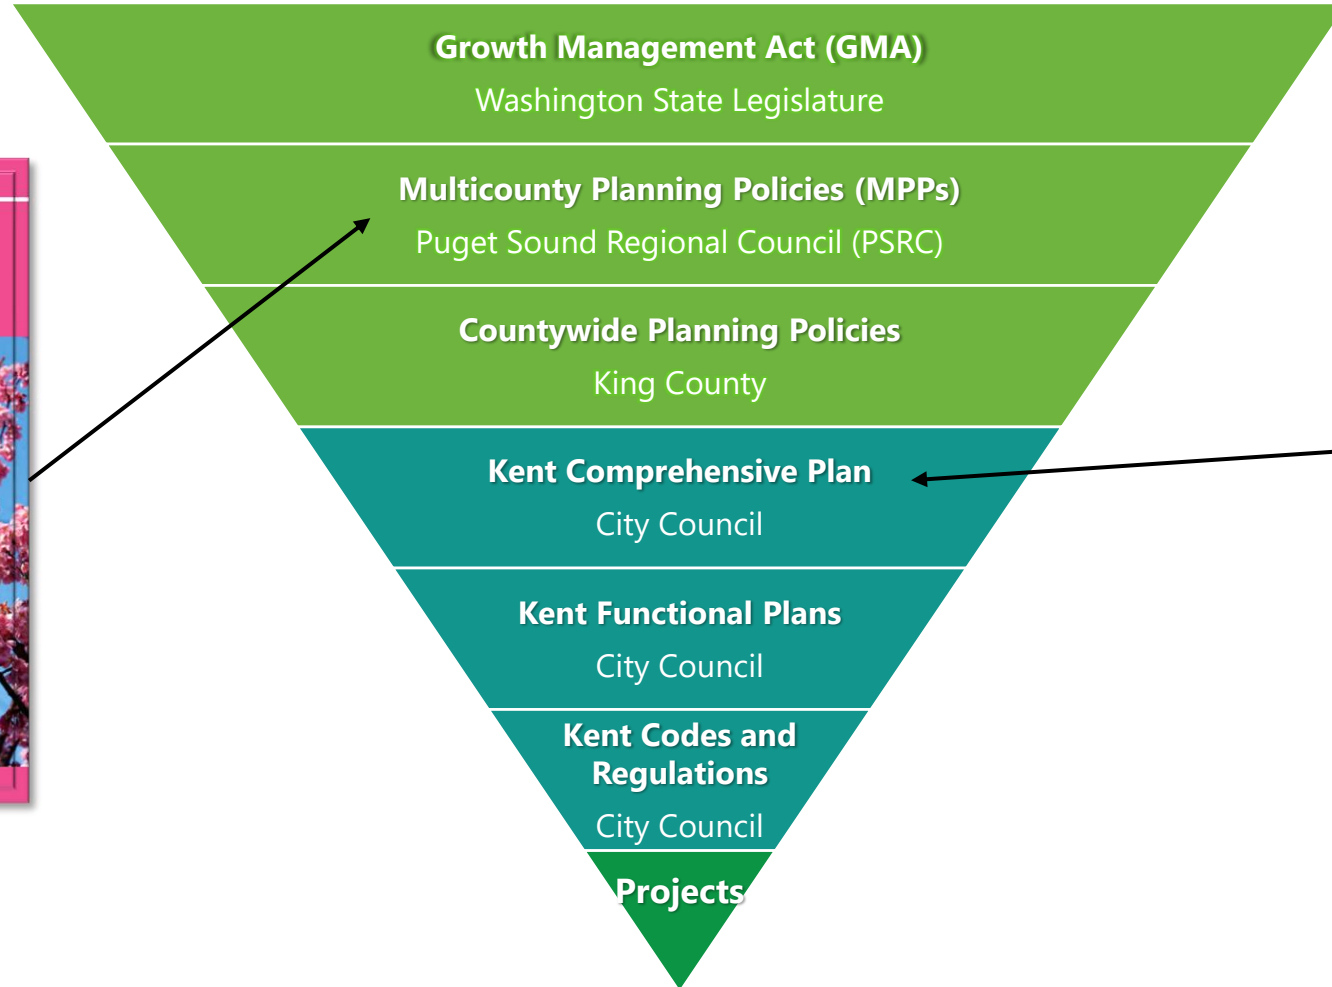 Growth Management Act (GMA)
Washington State Legislature
Multicounty Planning Policies (MPPs)
Puget Sound Regional Council (PSRC)
Countywide Planning Policies
King County
Kent Comprehensive Plan
City Council
Kent Functional Plans
City Council
Kent Codes and
Regulations
City Council
Projects